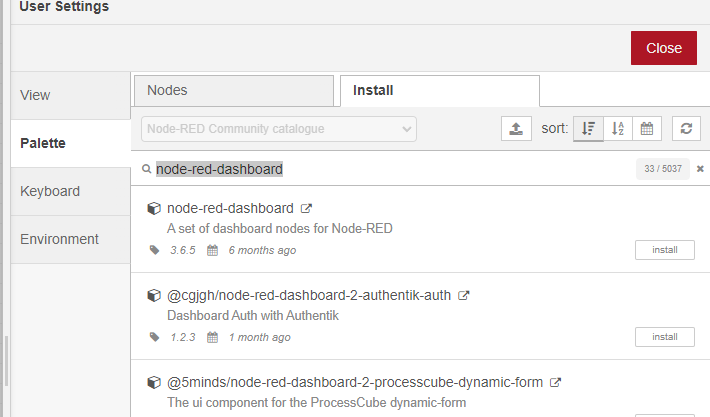 User Settings
Close
View
Palette
Keyboard
Environment
Nodes
Install
Node-RED Community catalogue
sort:
node-red-dashboard
33 / 5037
node-red-dashboard
A set of dashboard nodes for Node-RED
3.6.5
6 months ago
install
@cgjgh/node-red-dashboard-2-authentik-auth
Dashboard Auth with Authentik
1.2.3
1 month ago
install
@5minds/node-red-dashboard-2-processcube-dynamic-form
The ui component for the ProcessCube dynamic-form